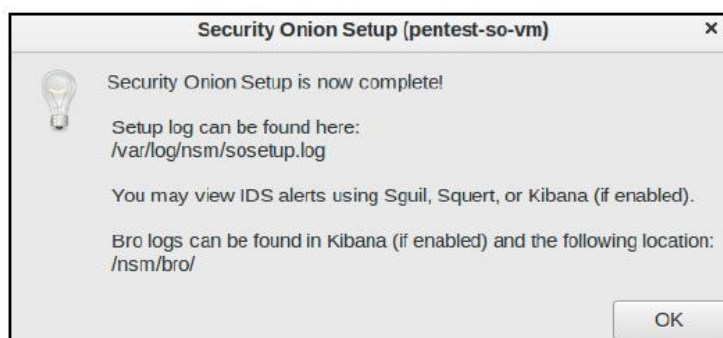 Security Onion Setup (pentest-so-vm)
×
Security Onion Setup is now complete!
Setup log can be found here:
/var/log/nsm/sosetup.log
You may view IDS alerts using Sguil, Squert, or Kibana (if enabled).
Bro logs can be found in Kibana (if enabled) and the following location:
/nsm/bro/
OK